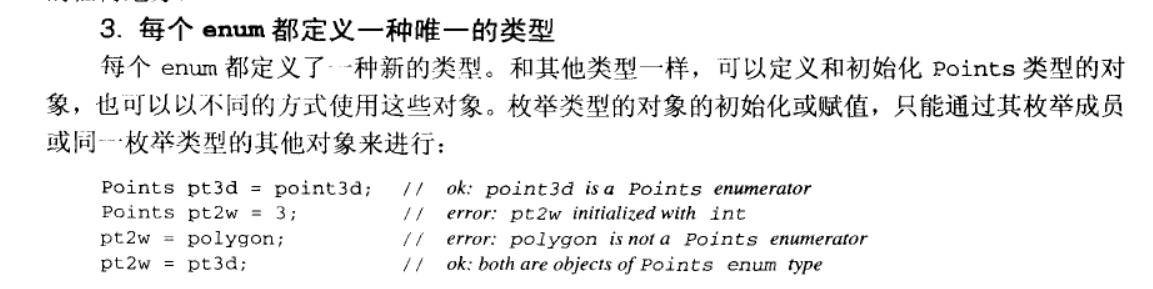 3. 每个 enum 都定义一种唯一的类型
每个 enum 都定义了一种新的类型。和其他类型一样，可以定义和初始化 Points 类型的对
象，也可以以不同的方式使用这些对象。枚举类型的对象的初始化或赋值，只能通过其枚举成员
或同一枚举类型的其他对象来进行：
Points pt3d = point3d; // ok: point3d is a Points enumerator
Points pt2w = 3; // error: pt2w initialized with int
pt2w = polygon; // error: polygon is not a Points enumerator
pt2w = pt3d; // ok: both are objects of Points enum type